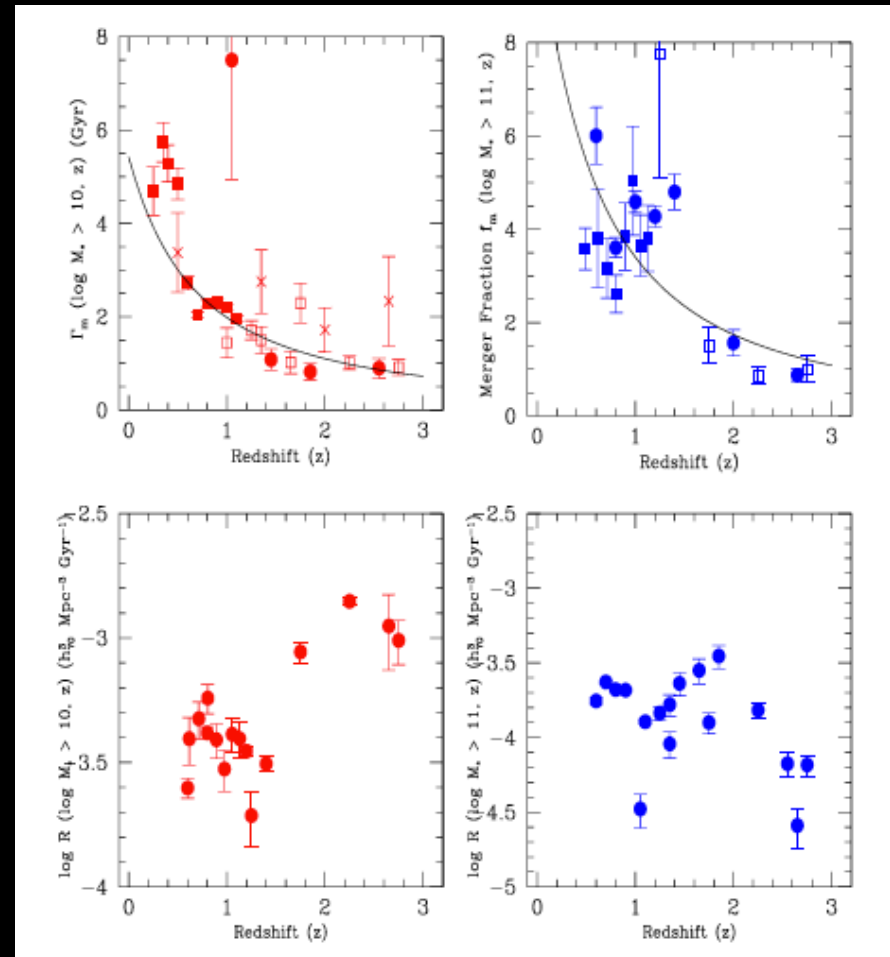 Γm (log M* > 10, z) (Gyr)
8
6
4
2
0
0 1 2 3
Redshift (z)
Merger Fraction fm (log M* > 11, z)
8
6
4
2
0
0 1 2 3
Redshift (z)
log R (log M* > 10, z) (h³₇₀ Mpc⁻³ Gyr⁻¹)
-2.5
-3
-3.5
-4
0 1 2 3
Redshift (z)
log R (log M* > 11, z) (h³₇₀ Mpc⁻³ Gyr⁻¹)
-2.5
-3
-3.5
-4
-4.5
-5
0 1 2 3
Redshift (z)